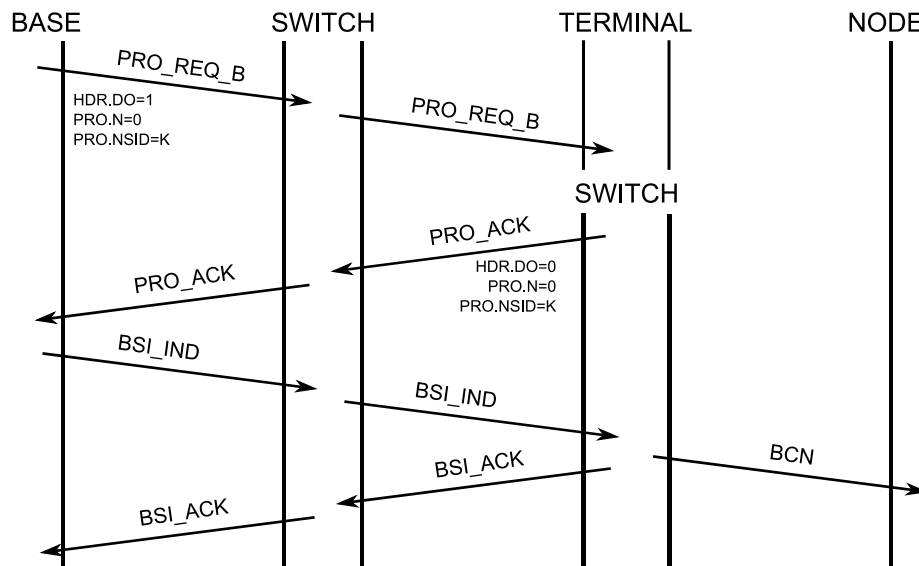 BASE SWITCH TERMINAL NODE
PRO_REQ_B
HDR.DO=1
PRO.N=0
PRO.NSID=K
PRO_REQ_B
SWITCH
PRO_ACK
HDR.DO=0
PRO.N=0
PRO.NSID=K
PRO_ACK
BSI_IND
BSI_IND
BCN
BSI_ACK
BSI_ACK